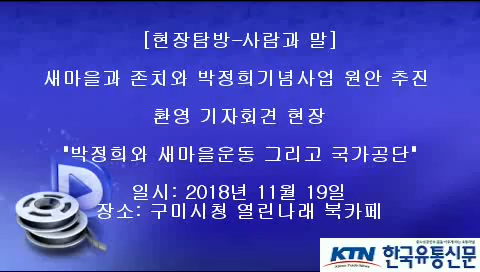 [현장탐방-사람과 말]
새마을과 존치와 박정희기념사업 원안 추진
환영 기자회견 현장
"박정희와 새마을운동 그리고 국가공단"
일시: 2018년 11월 19일
장소: 구미시청 열린나래 북카페
KTN 한국유통신문